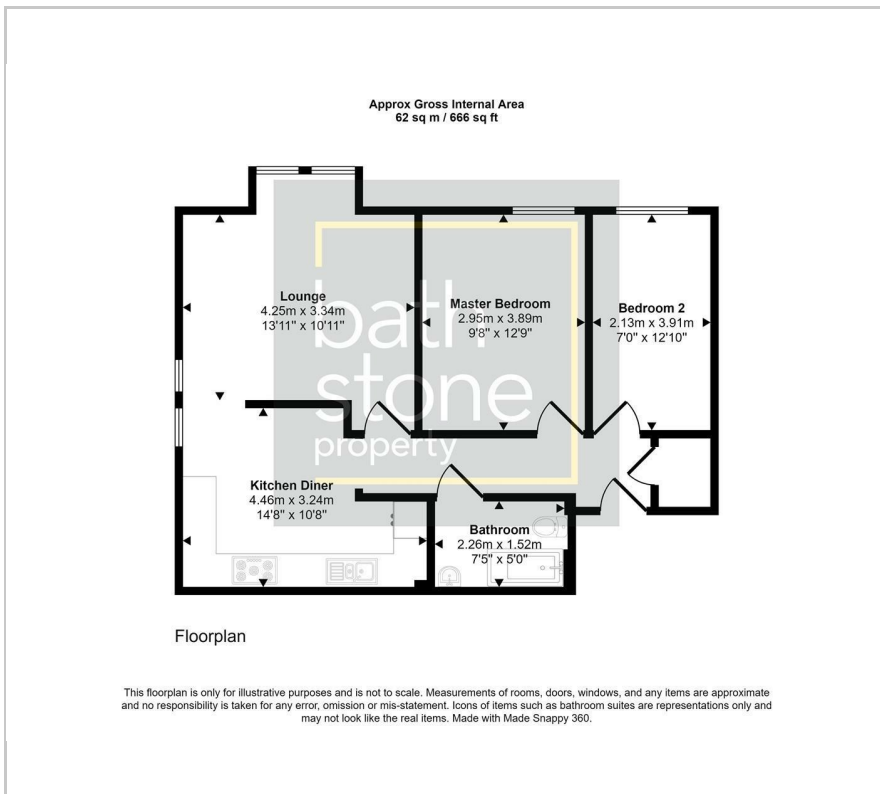 Approx Gross Internal Area
62 sq m / 666 sq ft
Lounge
4.25m x 3.34m
13'11" x 10'11"
Master Bedroom
2.95m x 3.89m
9'8" x 12'9"
Bedroom 2
2.13m x 3.91m
7'0" x 12'10"
bath
stone
property
Kitchen Diner
4.46m x 3.24m
14'8" x 10'8"
Bathroom
2.26m x 1.52m
7'5" x 5'0"
Floorplan
This floorplan is only for illustrative purposes and is not to scale. Measurements of rooms, doors, windows, and any items are approximate
and no responsibility is taken for any error, omission or mis-statement. Icons of items such as bathroom suites are representations only and
may not look like the real items. Made with Made Snappy 360.